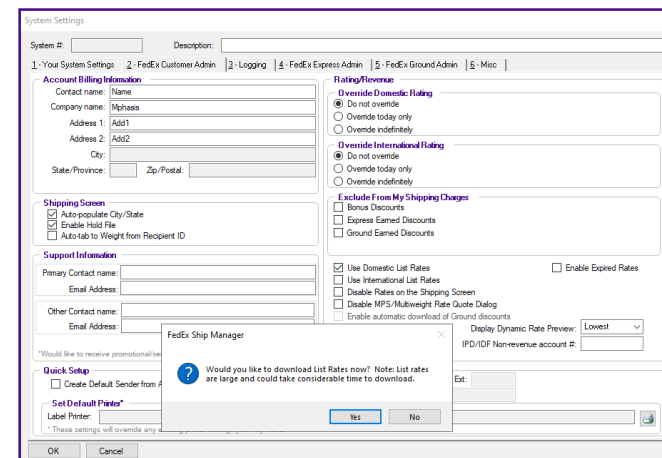 System Settings
System #:
Description:
1 - Your System Settings 2 - FedEx Customer Admin 3 - Logging 4 - FedEx Express Admin 5 - FedEx Ground Admin 6 - Misc
Account Billing Information
Contact name: Name
Company name: Mphasis
Address 1: Add1
Address 2: Add2
City:
State/Province: Zip/Postal:
Shipping Screen
Auto-populate City/State
Enable Hold File
Auto-tab to Weight from Recipient ID
Support Information
Primary Contact name:
Email Address:
Other Contact name:
Email Address:
*Would like to receive promotional/se
Quick Setup
Create Default Sender from A
Set Default Printer*
Label Printer:
* These settings will override any
OK Cancel
Rating/Revenue
Override Domestic Rating
Do not override
Override today only
Override indefinitely
Override International Rating
Do not override
Override today only
Override indefinitely
Exclude From My Shipping Charges
Bonus Discounts
Express Earned Discounts
Ground Earned Discounts
Use Domestic List Rates Enable Expired Rates
Use International List Rates
Disable Rates on the Shipping Screen
Disable MPS/Multiweight Rate Quote Dialog
Enable automatic download of Ground discounts
Display Dynamic Rate Preview: Lowest
IPD/IDF Non-revenue account #:
Ext:
FedEx Ship Manager
Would you like to download List Rates now? Note: List rates
are large and could take considerable time to download.
Yes No